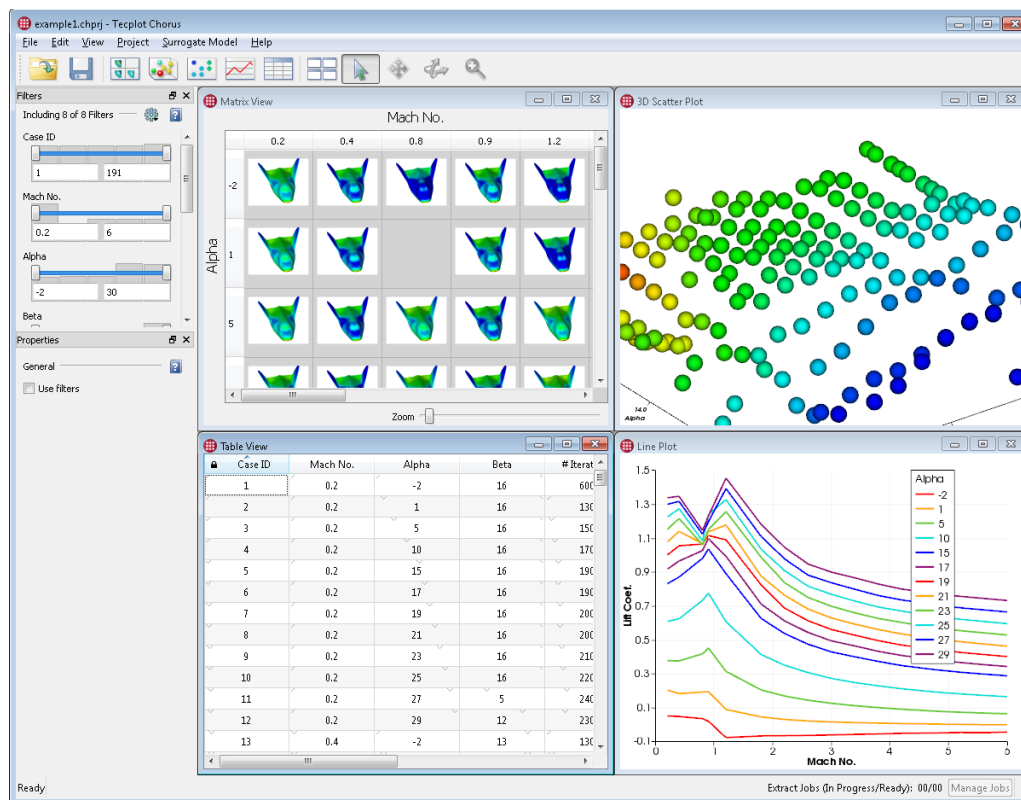 example1.chprj - Tecplot Chorus
File Edit View Project Surrogate Model Help
Filters
Including 8 of 8 Filters
Case ID
1 191
Mach No.
0.2 6
Alpha
-2 30
Beta
Properties
General
Use filters
Matrix View
Mach No.
0.2 0.4 0.8 0.9 1.2
Alpha
-2
1
5
Zoom
3D Scatter Plot
14.0
Alpha
Table View
Case ID Mach No. Alpha Beta # Iterat
1 0.2 -2 16 600
2 0.2 1 16 130
3 0.2 5 16 150
4 0.2 10 16 170
5 0.2 15 16 190
6 0.2 17 16 190
7 0.2 19 16 200
8 0.2 21 16 200
9 0.2 23 16 210
10 0.2 25 16 220
11 0.2 27 5 240
12 0.2 29 12 230
13 0.4 -2 13 130
Line Plot
1.5
1.3
1.1
0.9
0.7
0.5
0.3
0.1
-0.1
Lift Coef.
0 1 2 3 4 5 6
Mach No.
Alpha
-2
1
5
10
15
17
19
21
23
25
27
29
Ready
Extract Jobs (In Progress/Ready): 00/00 Manage Jobs